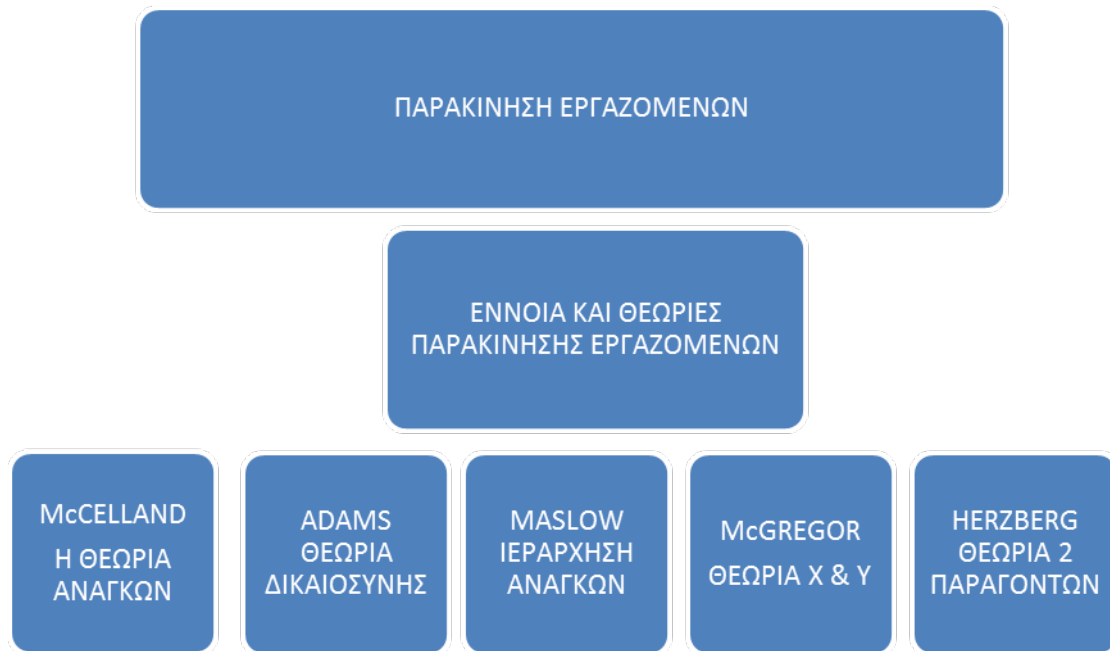 ΠΑΡΑΚΙΝΗΣΗ ΕΡΓΑΖΟΜΕΝΩΝ
ΕΝΝΟΙΑ ΚΑΙ ΘΕΩΡΙΕΣ
ΠΑΡΑΚΙΝΗΣΗΣ ΕΡΓΑΖΟΜΕΝΩΝ
McCELLAND
Η ΘΕΩΡΙΑ
ΑΝΑΓΚΩΝ
ADAMS
ΘΕΩΡΙΑ
ΔΙΚΑΙΟΣΥΝΗΣ
MASLOW
ΙΕΡΑΡΧΗΣΗ
ΑΝΑΓΚΩΝ
McGREGOR
ΘΕΩΡΙΑ X & Y
HERZBERG
ΘΕΩΡΙΑ 2
ΠΑΡΑΓΟΝΤΩΝ